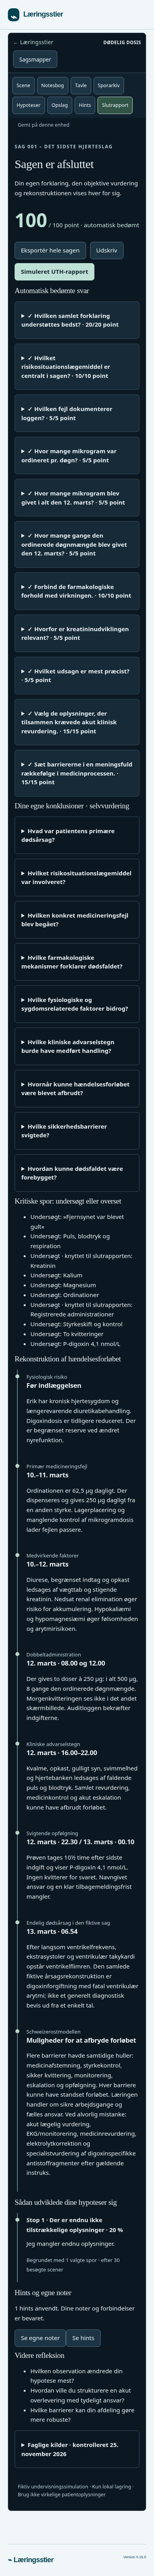 Læringsstier
← Læringsstier
DØDELIG DOSIS
Sagsmapper
Scene
Notesbog
Tavle
Sporarkiv
Hypoteser
Opslag
Hints
Slutrapport
Gemt på denne enhed
SAG 001 – DET SIDSTE HJERTESLAG
Sagen er afsluttet
Din egen forklaring, den objektive vurdering
og rekonstruktionen vises hver for sig.
100 / 100 point · automatisk bedømt
Eksportér hele sagen
Udskriv
Simuleret UTH-rapport
Automatisk bedømte svar
▸ ✓ Hvilken samlet forklaring
understøttes bedst? · 20/20 point
▸ ✓ Hvilket
risikosituationslægemiddel er
centralt i sagen? · 10/10 point
▸ ✓ Hvilken fejl dokumenterer
loggen? · 5/5 point
▸ ✓ Hvor mange mikrogram var
ordineret pr. døgn? · 5/5 point
▸ ✓ Hvor mange mikrogram blev
givet i alt den 12. marts? · 5/5 point
▸ ✓ Hvor mange gange den
ordinerede døgnmængde blev givet
den 12. marts? · 5/5 point
▸ ✓ Forbind de farmakologiske
forhold med virkningen. · 10/10 point
▸ ✓ Hvorfor er kreatininudviklingen
relevant? · 5/5 point
▸ ✓ Hvilket udsagn er mest præcist?
· 5/5 point
▸ ✓ Vælg de oplysninger, der
tilsammen krævede akut klinisk
revurdering. · 15/15 point
▸ ✓ Sæt barriererne i en meningsfuld
rækkefølge i medicinprocessen. ·
15/15 point
Dine egne konklusioner · selvvurdering
▸ Hvad var patientens primære
dødsårsag?
▸ Hvilket risikosituationslægemiddel
var involveret?
▸ Hvilken konkret medicineringsfejl
blev begået?
▸ Hvilke farmakologiske
mekanismer forklarer dødsfaldet?
▸ Hvilke fysiologiske og
sygdomsrelaterede faktorer bidrog?
▸ Hvilke kliniske advarselstegn
burde have medført handling?
▸ Hvornår kunne hændelsesforløbet
være blevet afbrudt?
▸ Hvilke sikkerhedsbarrierer
svigtede?
▸ Hvordan kunne dødsfaldet være
forebygget?
Kritiske spor: undersøgt eller overset
• Undersøgt: »Fjernsynet var blevet
gult«
• Undersøgt: Puls, blodtryk og
respiration
• Undersøgt · knyttet til slutrapporten:
Kreatinin
• Undersøgt: Kalium
• Undersøgt: Magnesium
• Undersøgt: Ordinationer
• Undersøgt · knyttet til slutrapporten:
Registrerede administrationer
• Undersøgt: Styrkeskift og kontrol
• Undersøgt: To kvitteringer
• Undersøgt: P-digoxin 4,1 nmol/L
Rekonstruktion af hændelsesforløbet
Fysiologisk risiko
Før indlæggelsen
Erik har kronisk hjertesygdom og
længerevarende diuretikabehandling.
Digoxindosis er tidligere reduceret. Der
er begrænset reserve ved ændret
nyrefunktion.
Primær medicineringsfejl
10.–11. marts
Ordinationen er 62,5 µg dagligt. Der
dispenseres og gives 250 µg dagligt fra
en anden styrke. Lagerplacering og
manglende kontrol af mikrogramdosis
lader fejlen passere.
Medvirkende faktorer
10.–12. marts
Diurese, begrænset indtag og opkast
ledsages af vægttab og stigende
kreatinin. Nedsat renal elimination øger
risiko for akkumulering. Hypokaliæmi
og hypomagnesiæmi øger følsomheden
og arytmirisikoen.
Dobbeltadministration
12. marts · 08.00 og 12.00
Der gives to doser à 250 µg: i alt 500 µg,
8 gange den ordinerede døgnmængde.
Morgenkvitteringen ses ikke i det andet
skærmbillede. Auditloggen bekræfter
indgifterne.
Kliniske advarselstegn
12. marts · 16.00–22.00
Kvalme, opkast, gulligt syn, svimmelhed
og hjertebanken ledsages af faldende
puls og blodtryk. Samlet revurdering,
medicinkontrol og akut eskalation
kunne have afbrudt forløbet.
Svigtende opfølgning
12. marts · 22.30 / 13. marts · 00.10
Prøven tages 10½ time efter sidste
indgift og viser P-digoxin 4,1 nmol/L.
Ingen kvitterer for svaret. Navngivet
ansvar og en klar tilbagemeldingsfrist
mangler.
Endelig dødsårsag i den fiktive sag
13. marts · 06.54
Efter langsom ventrikelfrekvens,
ekstrasystoler og ventrikulær takykardi
opstår ventrikelflimren. Den samlede
fiktive årsagsrekonstruktion er
digoxinforgiftning med fatal ventrikulær
arytmi; ikke et generelt diagnostisk
bevis ud fra et enkelt tal.
Schweizerostmodellen
Muligheder for at afbryde forløbet
Flere barrierer havde samtidige huller:
medicinafstemning, styrkekontrol,
sikker kvittering, monitorering,
eskalation og opfølgning. Hver barriere
kunne have standset forløbet. Læringen
handler om sikre arbejdsgange og
fælles ansvar. Ved alvorlig mistanke:
akut lægelig vurdering,
EKG/monitorering, medicinrevurdering,
elektrolytkorrektion og
specialistvurdering af digoxinspecifikke
antistoffragmenter efter gældende
instruks.
Sådan udviklede dine hypoteser sig
Stop 1 · Der er endnu ikke
tilstrækkelige oplysninger · 20 %
Jeg mangler endnu oplysninger.
Begrundet med 1 valgte spor · efter 30
besøgte scener
Hints og egne noter
1 hints anvendt. Dine noter og forbindelser
er bevaret.
Se egne noter
Se hints
Videre refleksion
• Hvilken observation ændrede din
hypotese mest?
• Hvordan ville du strukturere en akut
overlevering med tydeligt ansvar?
• Hvilke barrierer kan din afdeling gøre
mere robuste?
▸ Faglige kilder · kontrolleret 25.
november 2026
Fiktiv undervisningssimulation · Kun lokal lagring ·
Brug ikke virkelige patientoplysninger
Læringsstier